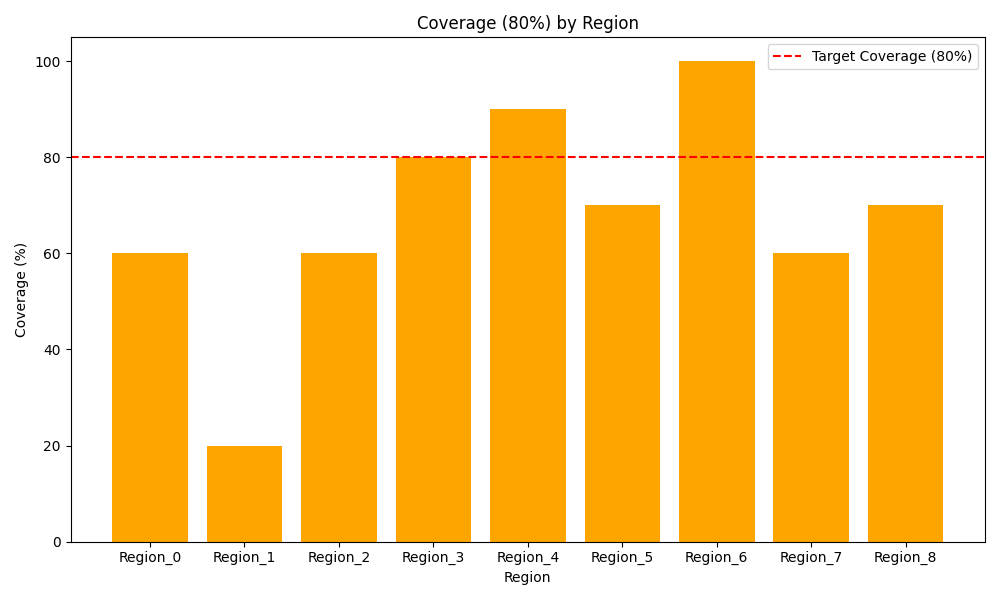 Coverage (80%) by Region
Target Coverage (80%)
Coverage (%)
100
80
60
40
20
0
Region_0 Region_1 Region_2 Region_3 Region_4 Region_5 Region_6 Region_7 Region_8
Region